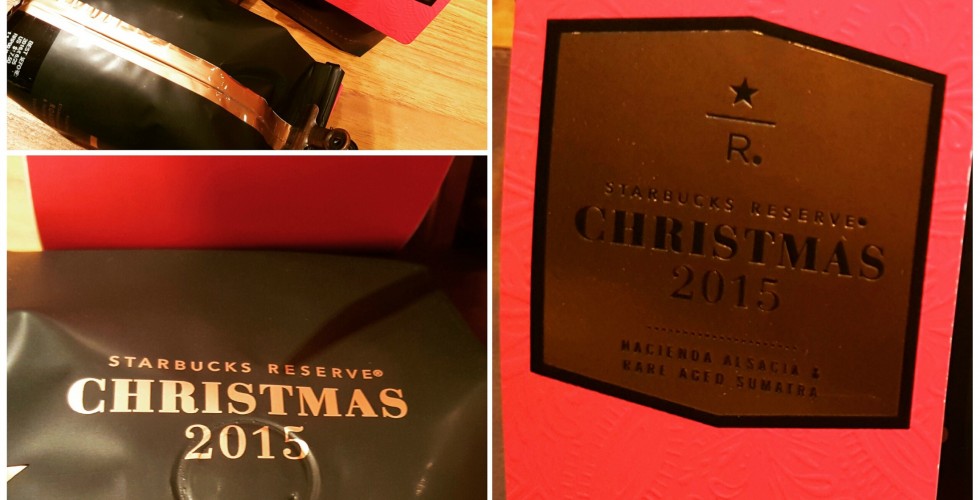 STARBUCKS RESERVE®
CHRISTMAS
2015
R.
STARBUCKS RESERVE®
CHRISTMAS
2015
HACIENDA ALSACIA &
RARE AGED SUMATRA